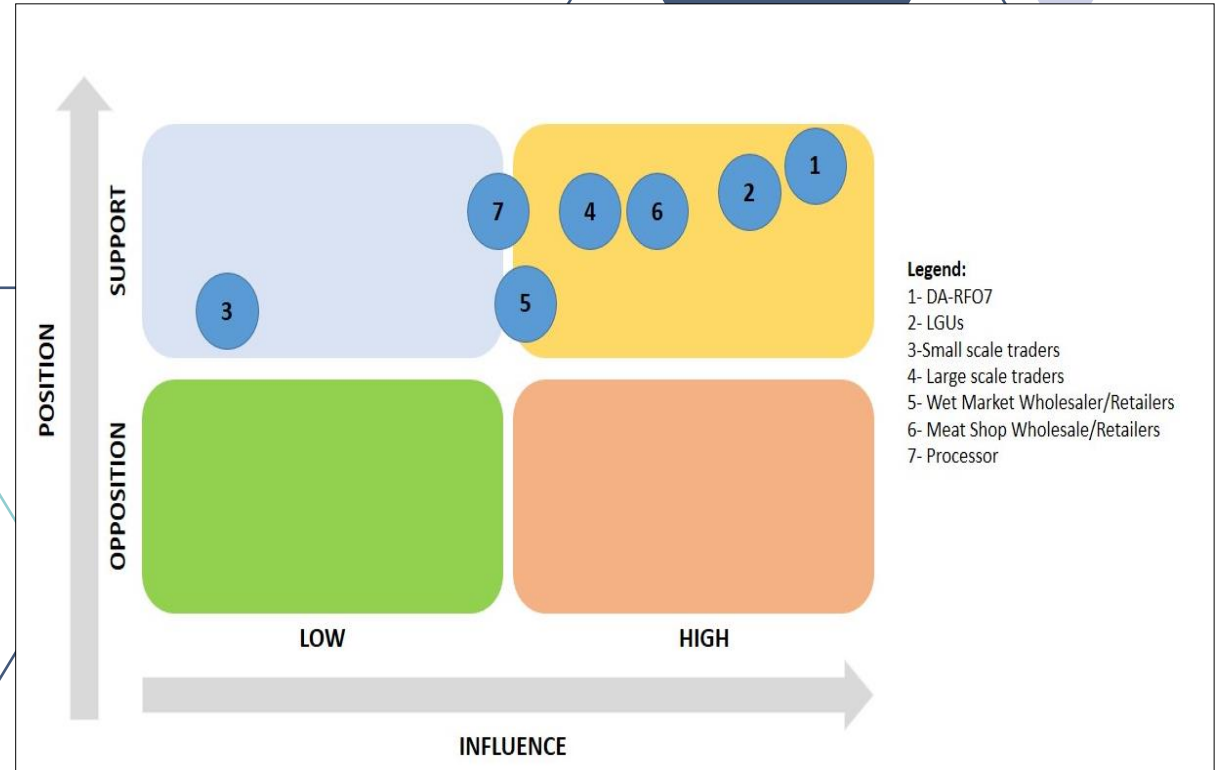 POSITION
SUPPORT
OPPOSITION
1
2
3
4
5
6
7
LOW
HIGH
INFLUENCE
Legend:
1- DA-RFO7
2- LGUs
3-Small scale traders
4- Large scale traders
5- Wet Market Wholesaler/Retailers
6- Meat Shop Wholesale/Retailers
7- Processor